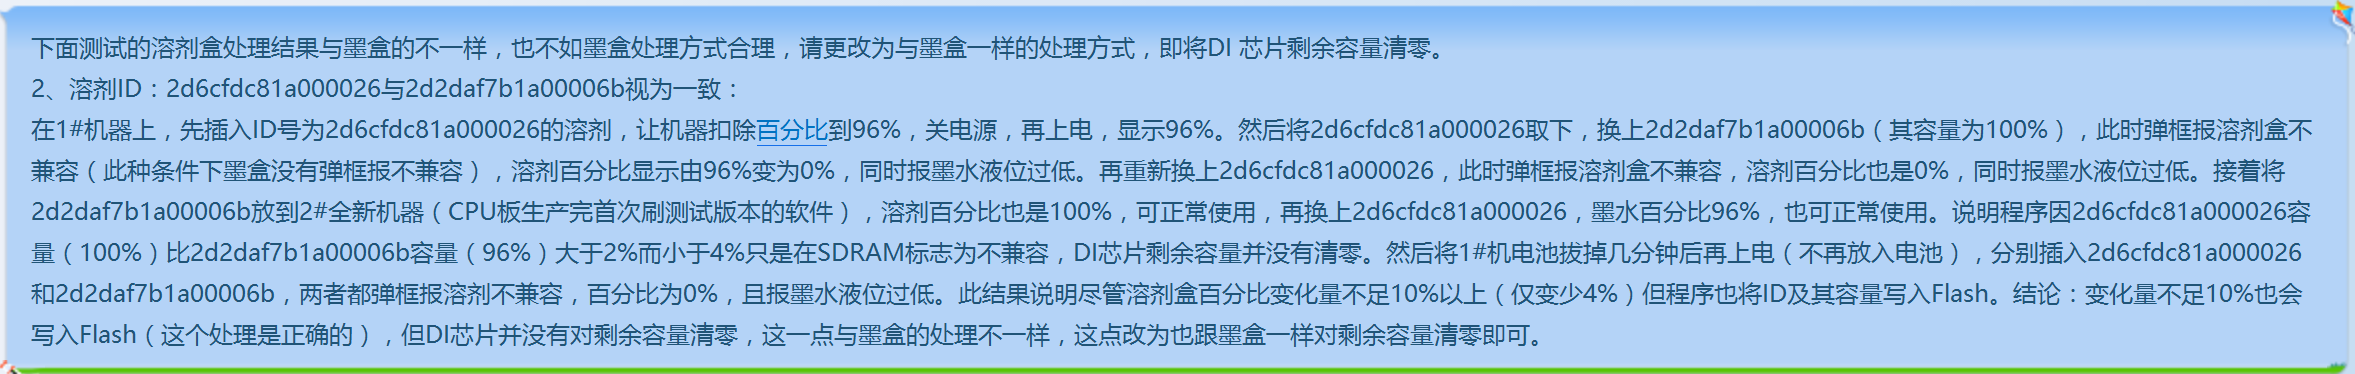 下面测试的溶剂盒处理结果与墨盒的不一样，也不如墨盒处理方式合理，请更改为与墨盒一样的处理方式，即将DI 芯片剩余容量清零。
2、溶剂ID：2d6cfdc81a000026与2d2daf7b1a00006b视为一致：
在1#机器上，先插入ID号为2d6cfdc81a000026的溶剂，让机器扣除百分比到96%，关电源，再上电，显示96%。然后将2d6cfdc81a000026取下，换上2d2daf7b1a00006b（其容量为100%），此时弹框报溶剂盒不
兼容（此种条件下墨盒没有弹框报不兼容），溶剂百分比显示由96%变为0%，同时报墨水液位过低。再重新换上2d6cfdc81a000026，此时弹框报溶剂盒不兼容，溶剂百分比也是0%，同时报墨水液位过低。接着将
2d2daf7b1a00006b放到2#全新机器（CPU板生产完首次刷测试版本的软件），溶剂百分比也是100%，可正常使用，再换上2d6cfdc81a000026，墨水百分比96%，也可正常使用。说明程序因2d6cfdc81a000026容
量（100%）比2d2daf7b1a00006b容量（96%）大于2%而小于4%只是在SDRAM标志为不兼容，DI芯片剩余容量并没有清零。然后将1#机电池拔掉几分钟后再上电（不再放入电池），分别插入2d6cfdc81a000026
和2d2daf7b1a00006b，两者都弹框报溶剂不兼容，百分比为0%，且报墨水液位过低。此结果说明尽管溶剂盒百分比变化量不足10%以上（仅变少4%）但程序也将ID及其容量写入Flash。结论：变化量不足10%也会
写入Flash（这个处理是正确的），但DI芯片并没有对剩余容量清零，这一点与墨盒的处理不一样，这点改为也跟墨盒一样对剩余容量清零即可。